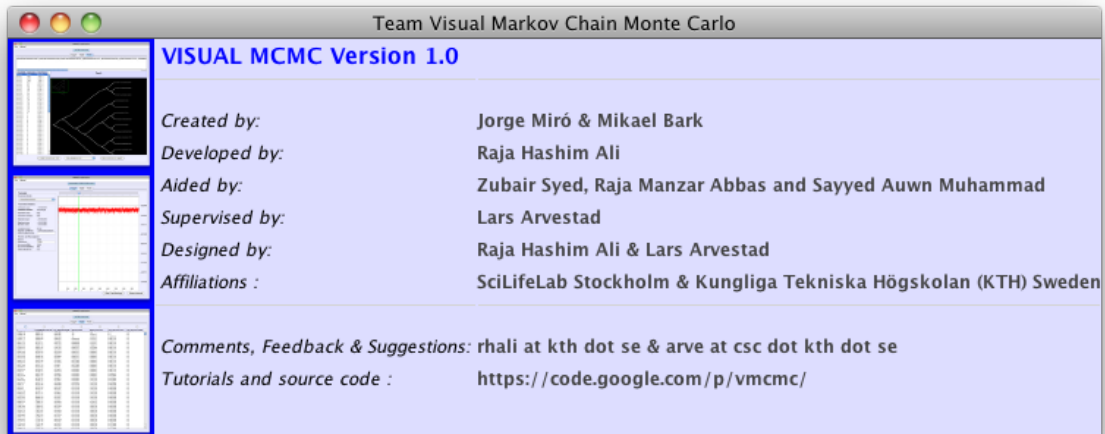 Team Visual Markov Chain Monte Carlo
VISUAL MCMC Version 1.0
Created by: Jorge Miró & Mikael Bark
Developed by: Raja Hashim Ali
Aided by: Zubair Syed, Raja Manzar Abbas and Sayyed Auwn Muhammad
Supervised by: Lars Arvestad
Designed by: Raja Hashim Ali & Lars Arvestad
Affiliations : SciLifeLab Stockholm & Kungliga Tekniska Högskolan (KTH) Sweden
Comments, Feedback & Suggestions: rhali at kth dot se & arve at csc dot kth dot se
Tutorials and source code : https://code.google.com/p/vmcmc/